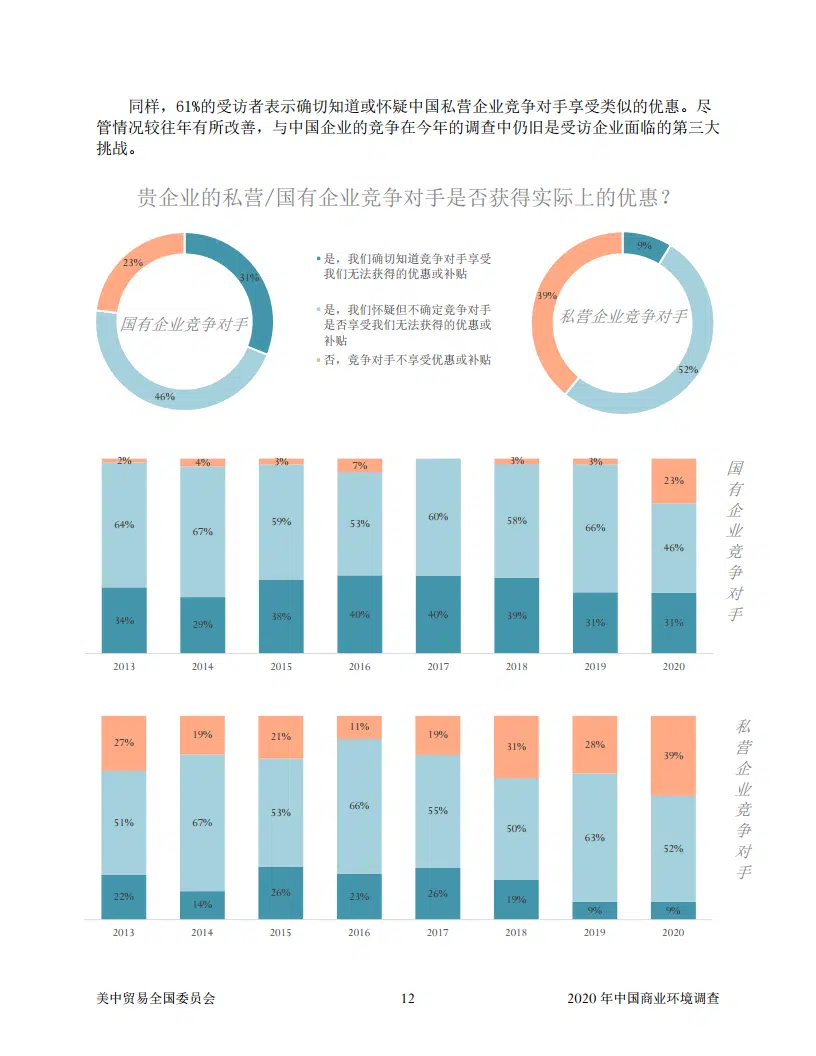 同样，61%的受访者表示确切知道或怀疑中国私营企业竞争对手享受类似的优惠。尽
管情况较往年有所改善，与中国企业的竞争在今年的调查中仍旧是受访企业面临的第三大
挑战。
贵企业的私营/国有企业竞争对手是否获得实际上的优惠？
23%
31%
国有企业竞争对手
46%
是，我们确切知道竞争对手享受
我们无法获得的优惠或补贴
是，我们怀疑但不确定竞争对手
是否享受我们无法获得的优惠或
补贴
否，竞争对手不享受优惠或补贴
9%
39%
私营企业竞争对手
52%
2% 4% 3% 7% 3% 3% 23%
64% 67% 59% 53% 60% 58% 66% 46%
34% 29% 38% 40% 40% 39% 31% 31%
2013 2014 2015 2016 2017 2018 2019 2020
国有企业竞争对手
27% 19% 21% 11% 19% 31% 28% 39%
51% 67% 53% 66% 55% 50% 63% 52%
22% 14% 26% 23% 26% 19% 9% 9%
2013 2014 2015 2016 2017 2018 2019 2020
私营企业竞争对手
美中贸易全国委员会 12 2020 年中国商业环境调查